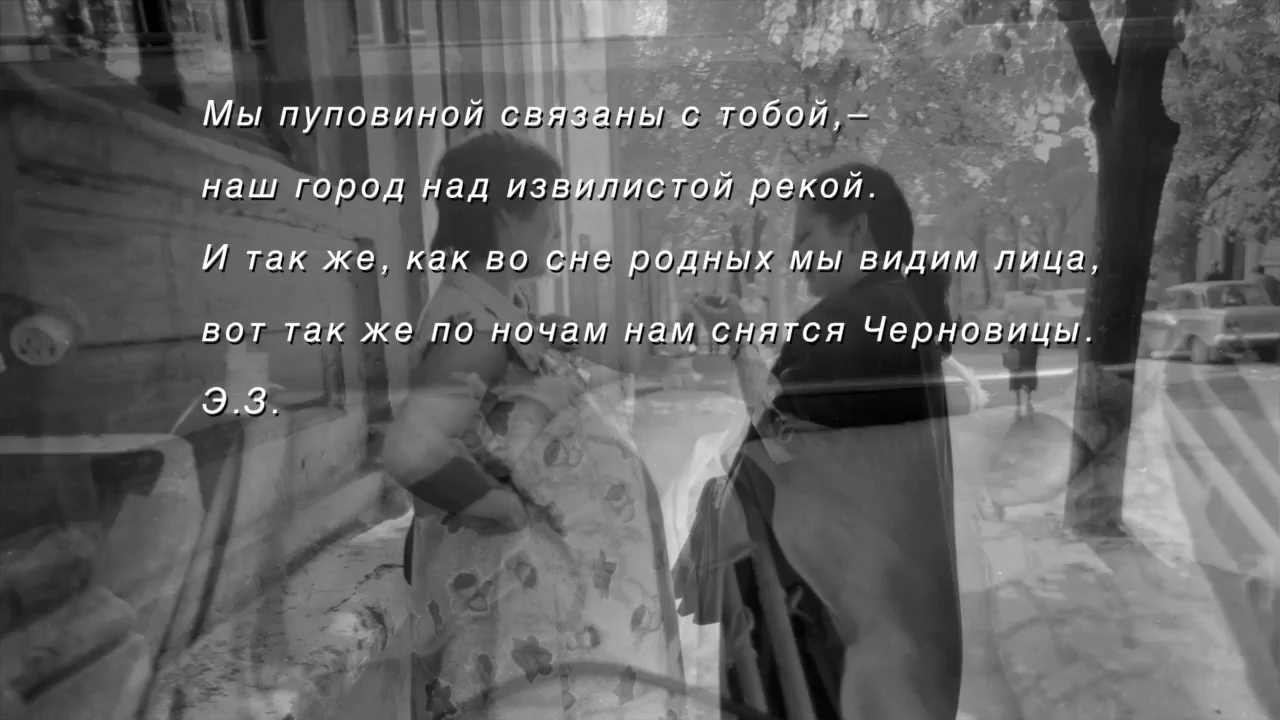 Мы пуповиной связаны с тобой,–
наш город над извилистой рекой.
И так же, как во сне родных мы видим лица,
вот так же по ночам нам снятся Черновицы.
Э.З.